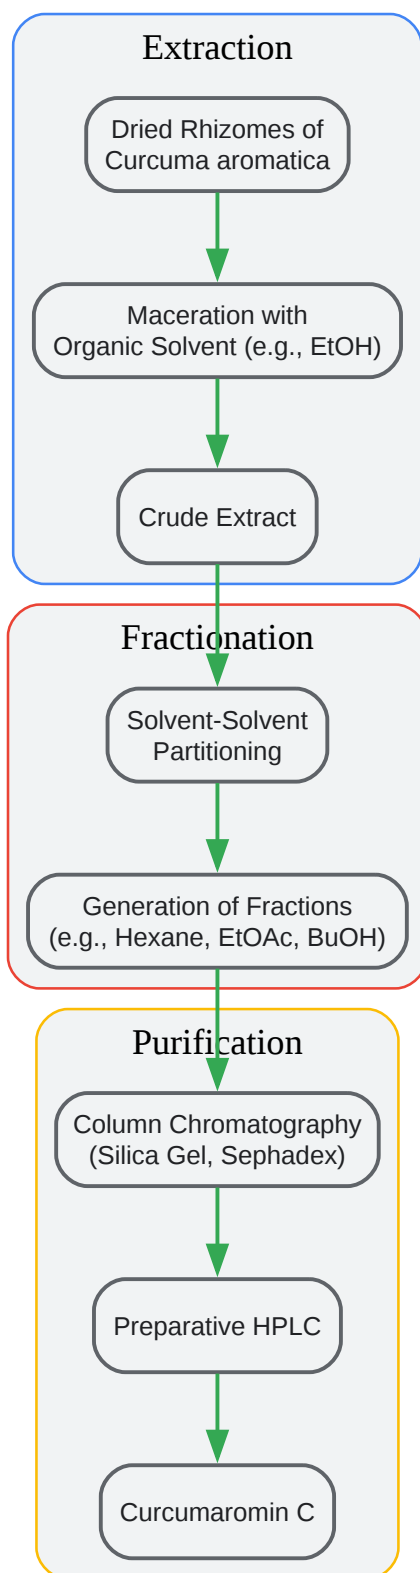 Extraction
Dried Rhizomes of
Curcuma aromatica
Maceration with
Organic Solvent (e.g., EtOH)
Crude Extract
Fractionation
Solvent-Solvent
Partitioning
Generation of Fractions
(e.g., Hexane, EtOAc, BuOH)
Purification
Column Chromatography
(Silica Gel, Sephadex)
Preparative HPLC
Curcumaromin C